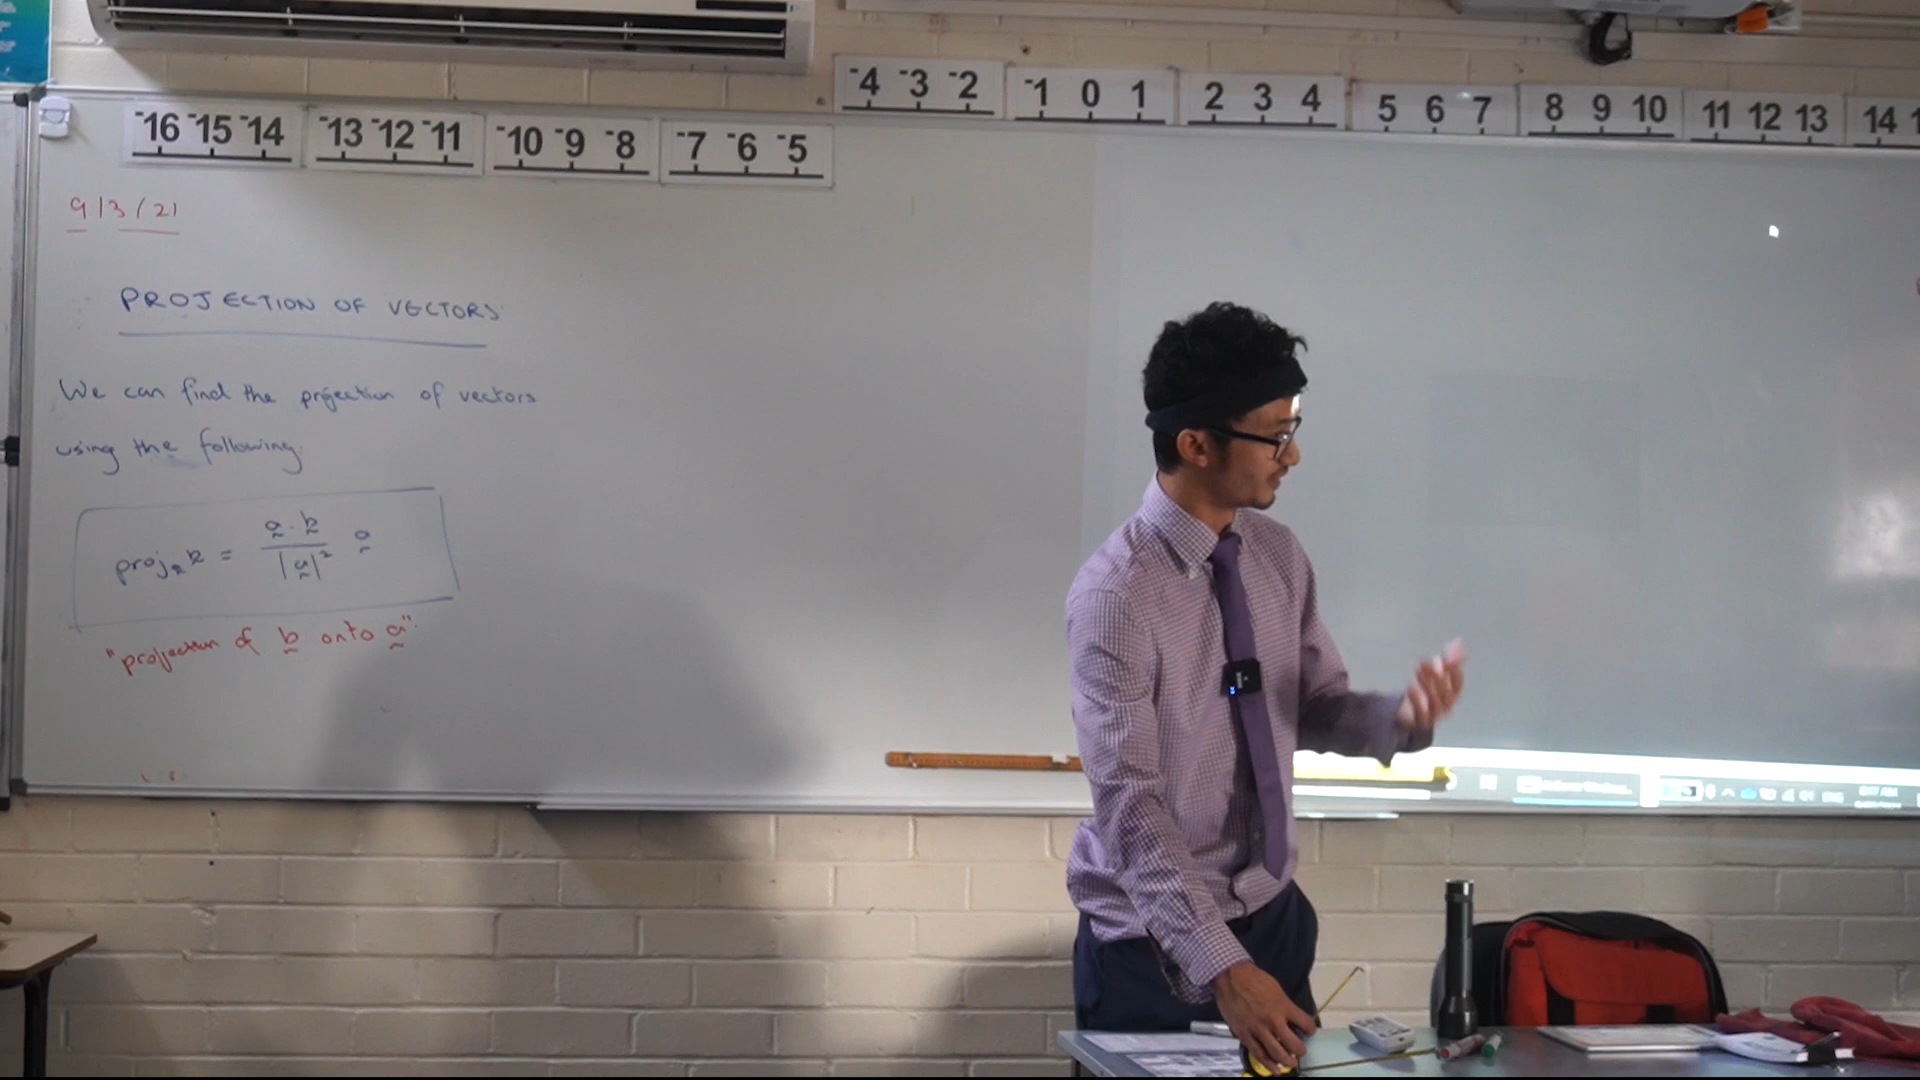 -4 -3 -2 -1 0 1 2 3 4 5 6 7 8 9 10 11 12 13 14
-16 -15 -14 -13 -12 -11 -10 -9 -8 -7 -6 -5
9/3/21
PROJECTION OF VECTORS
We can find the projection of vectors
using the following:
proj_a b = (a · b) / |a|² a
"projection of b onto a".